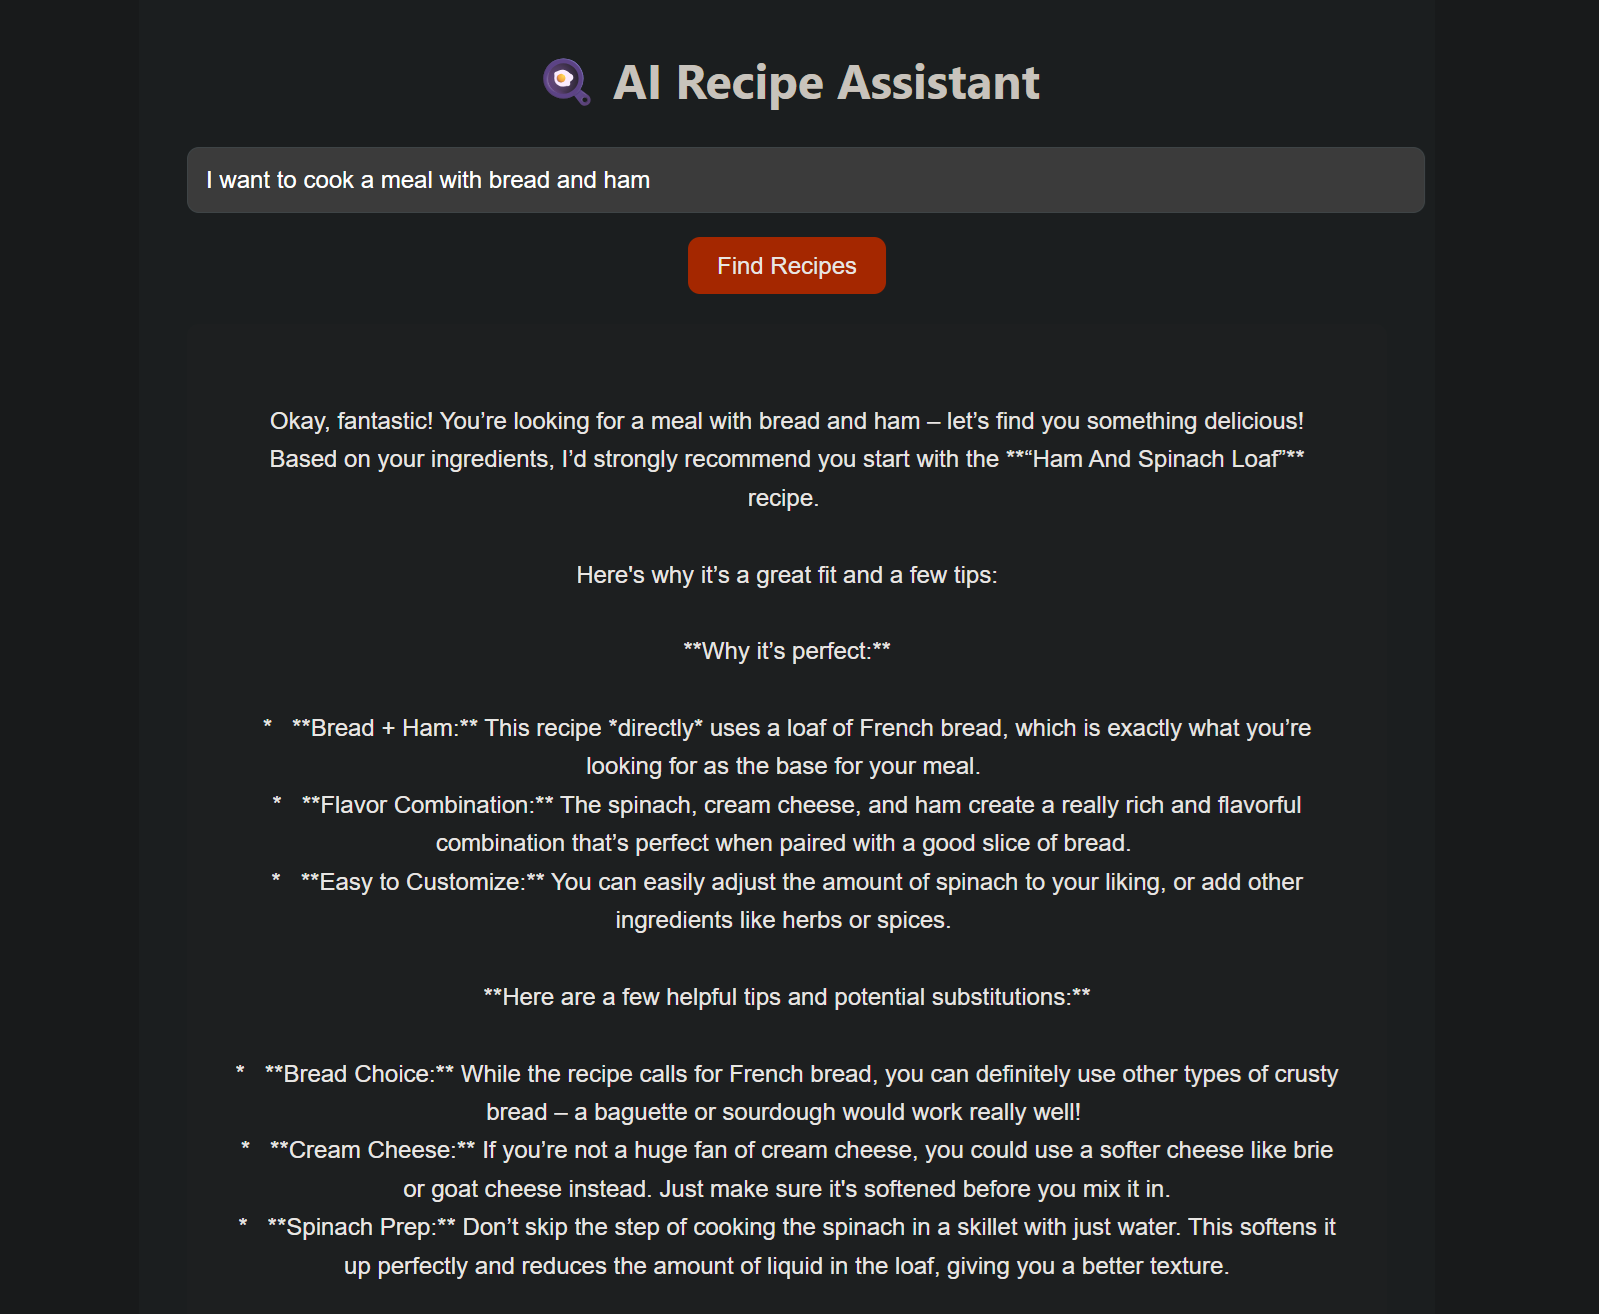 AI Recipe Assistant
I want to cook a meal with bread and ham
Find Recipes
Okay, fantastic! You’re looking for a meal with bread and ham – let’s find you something delicious!
Based on your ingredients, I’d strongly recommend you start with the **“Ham And Spinach Loaf”**
recipe.
Here's why it’s a great fit and a few tips:
**Why it’s perfect:**
*   **Bread + Ham:** This recipe *directly* uses a loaf of French bread, which is exactly what you’re
looking for as the base for your meal.
*   **Flavor Combination:** The spinach, cream cheese, and ham create a really rich and flavorful
combination that’s perfect when paired with a good slice of bread.
*   **Easy to Customize:** You can easily adjust the amount of spinach to your liking, or add other
ingredients like herbs or spices.
**Here are a few helpful tips and potential substitutions:**
*   **Bread Choice:** While the recipe calls for French bread, you can definitely use other types of crusty
bread – a baguette or sourdough would work really well!
*   **Cream Cheese:** If you’re not a huge fan of cream cheese, you could use a softer cheese like brie
or goat cheese instead. Just make sure it's softened before you mix it in.
*   **Spinach Prep:** Don’t skip the step of cooking the spinach in a skillet with just water. This softens it
up perfectly and reduces the amount of liquid in the loaf, giving you a better texture.